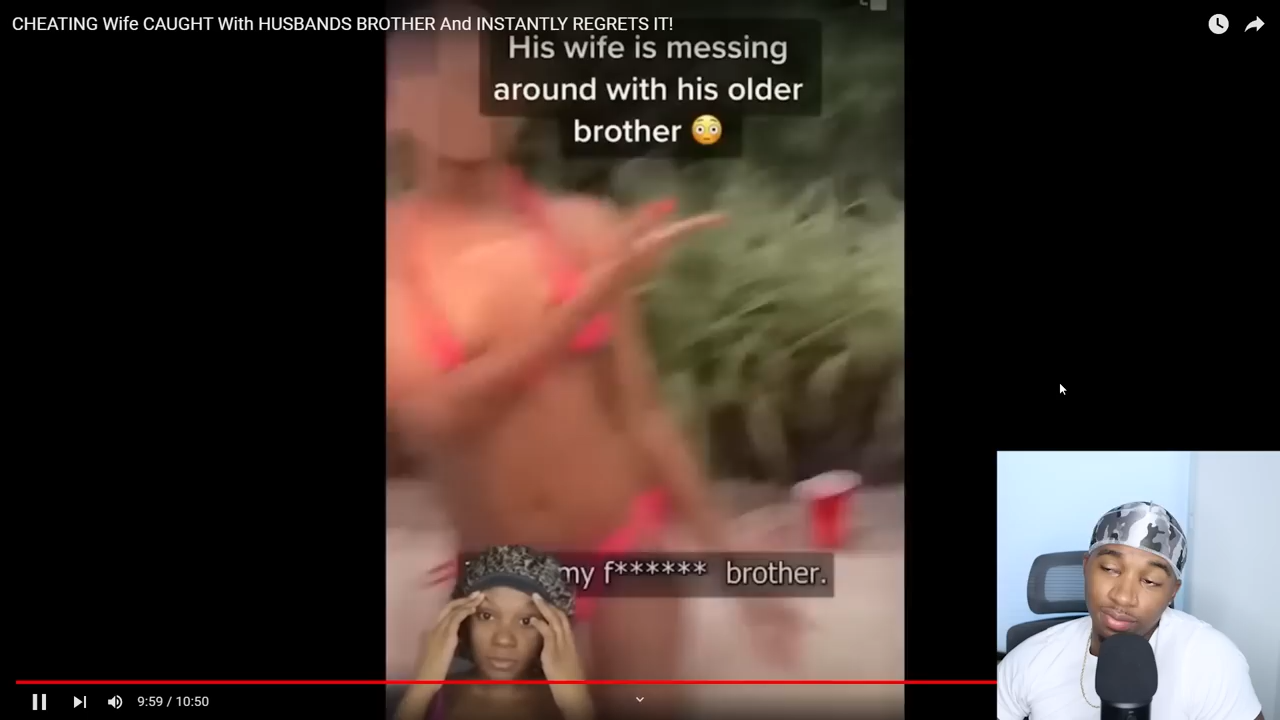 CHEATING Wife CAUGHT With HUSBANDS BROTHER And INSTANTLY REGRETS IT!
His wife is messing
around with his older
brother 😳
my f****** brother.
9:59 / 10:50